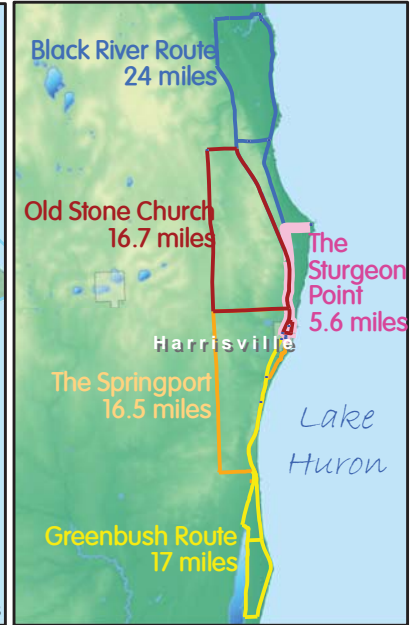 Black River Route
24 miles
Old Stone Church
16.7 miles
The
Sturgeon
Point
5.6 miles
Harrisville
The Springport
16.5 miles
Lake
Huron
Greenbush Route
17 miles